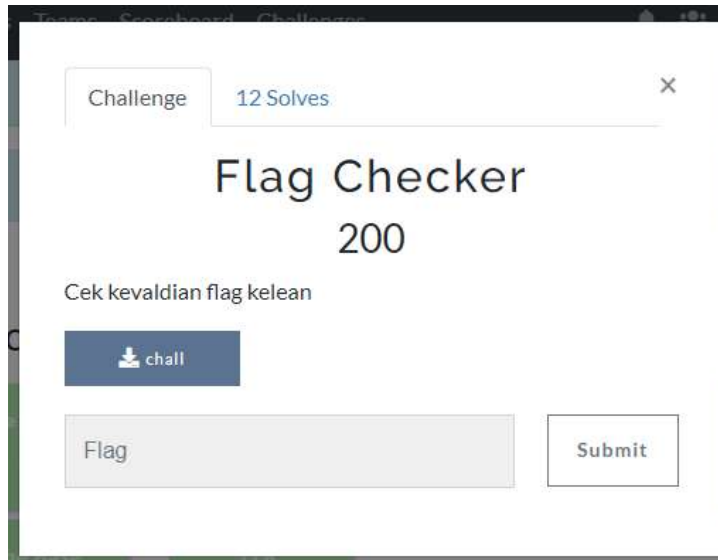 Teams Scoreboard Challenges
Challenge 12 Solves
×
Flag Checker
200
Cek kevaldian flag kelean
chall
Flag Submit